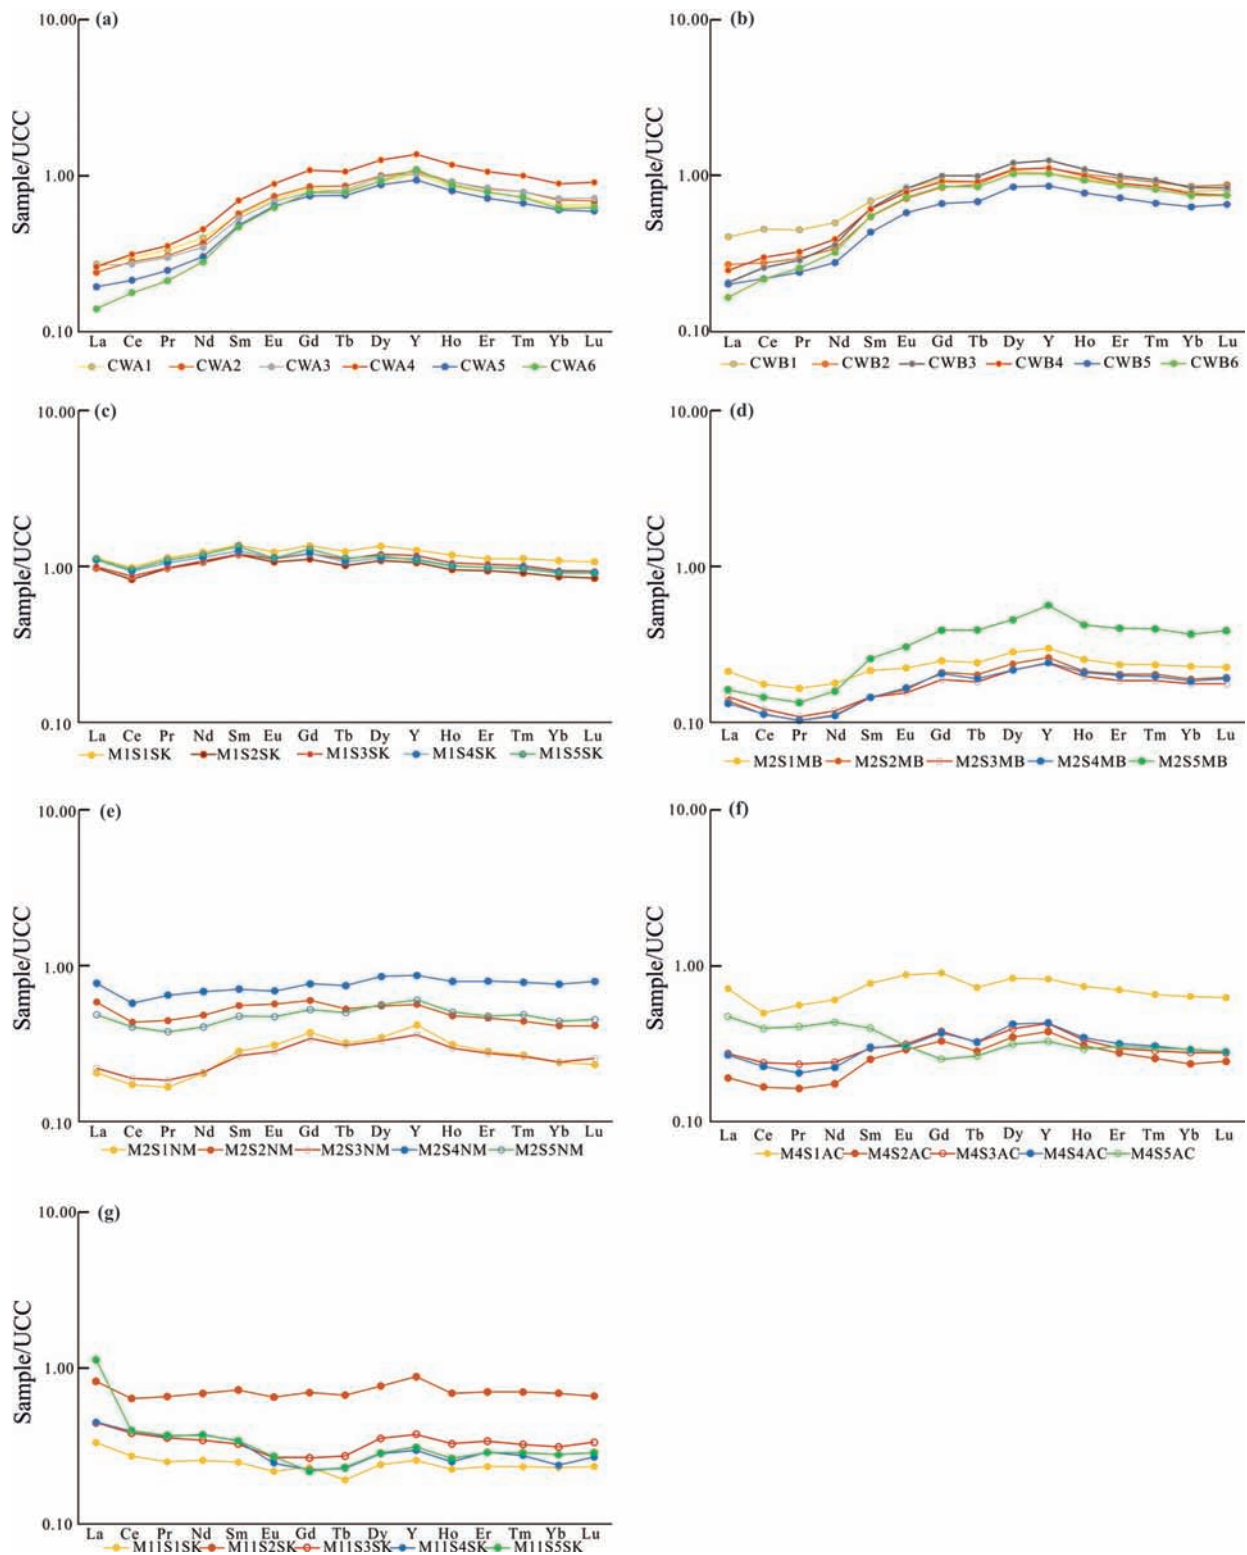 10.00 (a)
1.00
0.10
Sample/UCC
La Ce Pr Nd Sm Eu Gd Tb Dy Y Ho Er Tm Yb Lu
CWA1 CWA2 CWA3 CWA4 CWA5 CWA6
10.00 (b)
1.00
0.10
Sample/UCC
La Ce Pr Nd Sm Eu Gd Tb Dy Y Ho Er Tm Yb Lu
CWB1 CWB2 CWB3 CWB4 CWB5 CWB6
10.00 (c)
1.00
0.10
Sample/UCC
La Ce Pr Nd Sm Eu Gd Tb Dy Y Ho Er Tm Yb Lu
M1S1SK M1S2SK M1S3SK M1S4SK M1S5SK
10.00 (d)
1.00
0.10
Sample/UCC
La Ce Pr Nd Sm Eu Gd Tb Dy Y Ho Er Tm Yb Lu
M2S1MB M2S2MB M2S3MB M2S4MB M2S5MB
10.00 (e)
1.00
0.10
Sample/UCC
La Ce Pr Nd Sm Eu Gd Tb Dy Y Ho Er Tm Yb Lu
M2S1NM M2S2NM M2S3NM M2S4NM M2S5NM
10.00 (f)
1.00
0.10
Sample/UCC
La Ce Pr Nd Sm Eu Gd Tb Dy Y Ho Er Tm Yb Lu
M4S1AC M4S2AC M4S3AC M4S4AC M4S5AC
10.00 (g)
1.00
0.10
Sample/UCC
La Ce Pr Nd Sm Eu Gd Tb Dy Y Ho Er Tm Yb Lu
M11S1SK M11S2SK M11S3SK M11S4SK M11S5SK